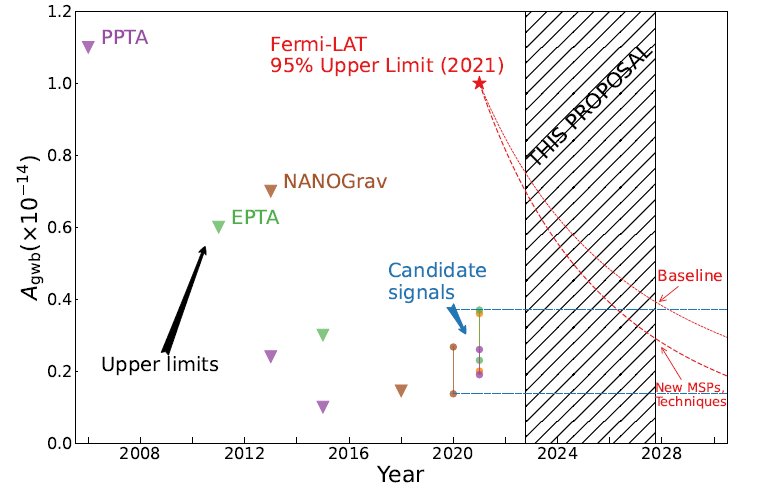 1.2
1.0
0.8
0.6
0.4
0.2
0.0
A_gwb(×10^−14)
PPTA
Fermi-LAT
95% Upper Limit (2021)
THIS PROPOSAL
NANOGrav
EPTA
Candidate
signals
Baseline
Upper limits
New MSPs,
Techniques
2008 2012 2016 2020 2024 2028
Year